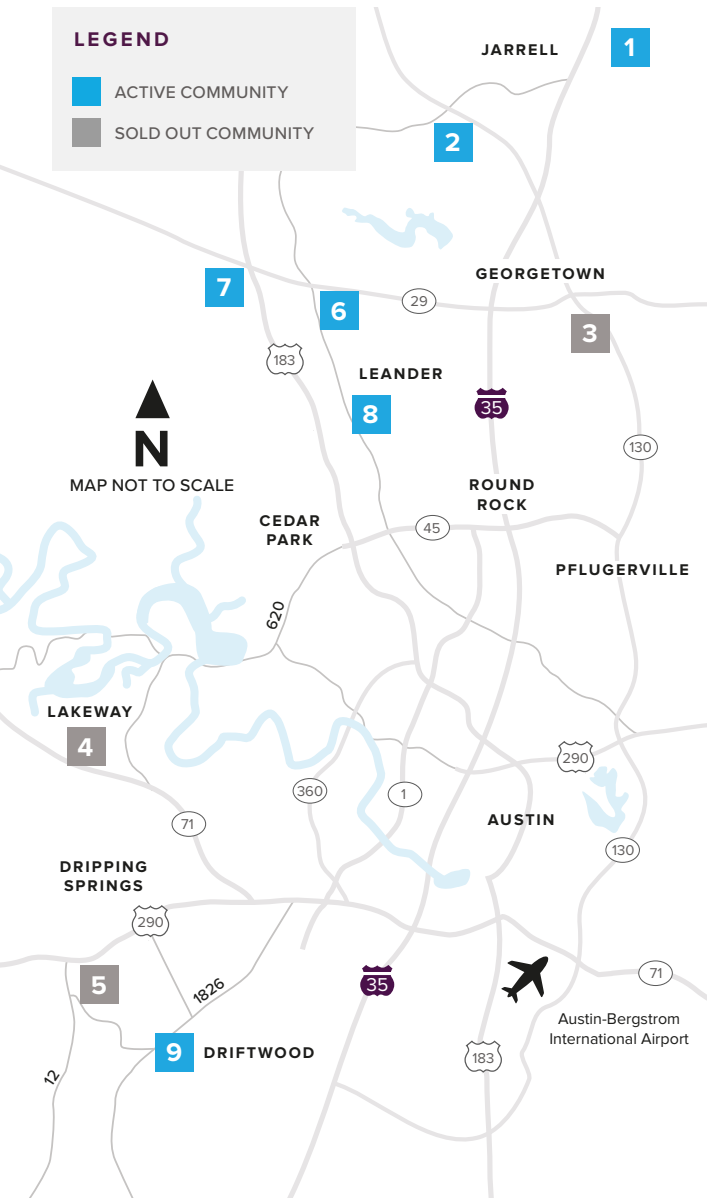 LEGEND
ACTIVE COMMUNITY
SOLD OUT COMMUNITY
JARRELL
1
2
GEORGETOWN
7
6
29
3
183
LEANDER
8
35
130
N
MAP NOT TO SCALE
ROUND
ROCK
CEDAR
PARK
45
PFLUGERVILLE
620
LAKEWAY
4
290
360
1
71
AUSTIN
130
DRIPPING
SPRINGS
290
5
1826
35
71
Austin-Bergstrom
International Airport
9
DRIFTWOOD
183
12